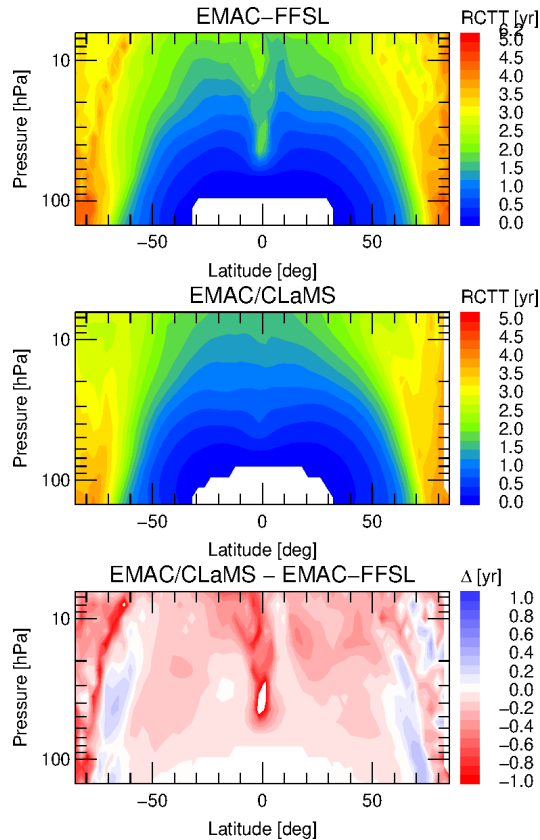 EMAC−FFSL
RCTT [yr]
6.2
5.0
4.5
4.0
3.5
3.0
2.5
2.0
1.5
1.0
0.5
0.0
10
100
Pressure [hPa]
−50 0 50
Latitude [deg]
EMAC/CLaMS
RCTT [yr]
5.0
4.5
4.0
3.5
3.0
2.5
2.0
1.5
1.0
0.5
0.0
10
100
Pressure [hPa]
−50 0 50
Latitude [deg]
EMAC/CLaMS − EMAC−FFSL
Δ [yr]
1.0
0.8
0.6
0.4
0.2
0.0
−0.2
−0.4
−0.6
−0.8
−1.0
10
100
Pressure [hPa]
−50 0 50
Latitude [deg]